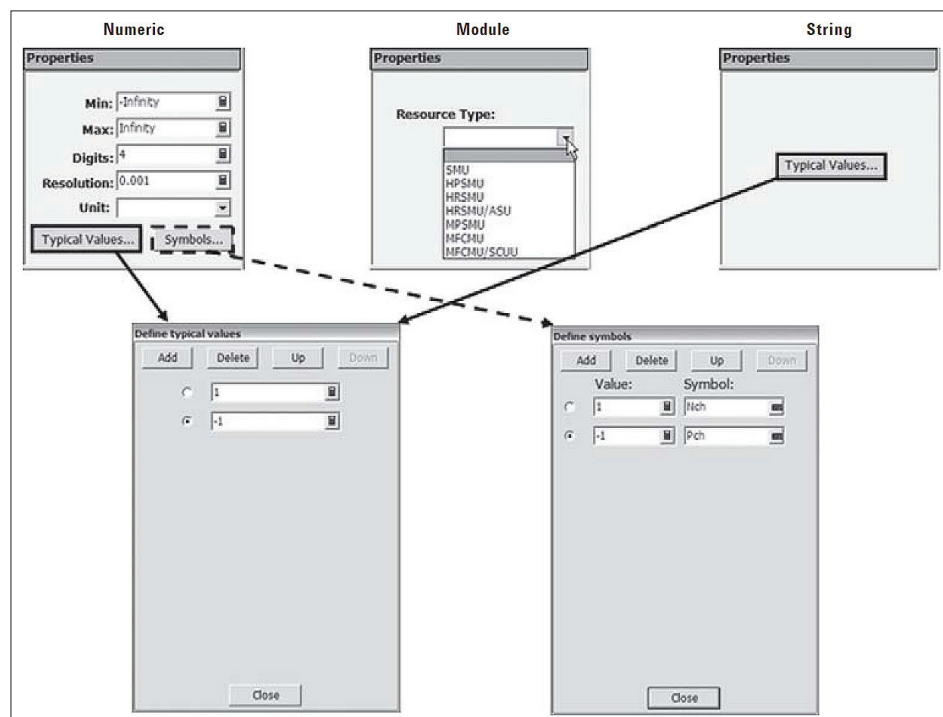 Numeric
Module
String
Properties
Min: -Infinity
Max: Infinity
Digits: 4
Resolution: 0.001
Unit:
Typical Values... Symbols...
Properties
Resource Type:
SMU
HPSMU
HRSMU
HRSMU/ASU
MPSMU
MFCMU
MFCMU/SCUU
Properties
Typical Values...
Define typical values
Add Delete Up Down
1
-1
Close
Define symbols
Add Delete Up Down
Value: Symbol:
1 Nch
-1 Pch
Close